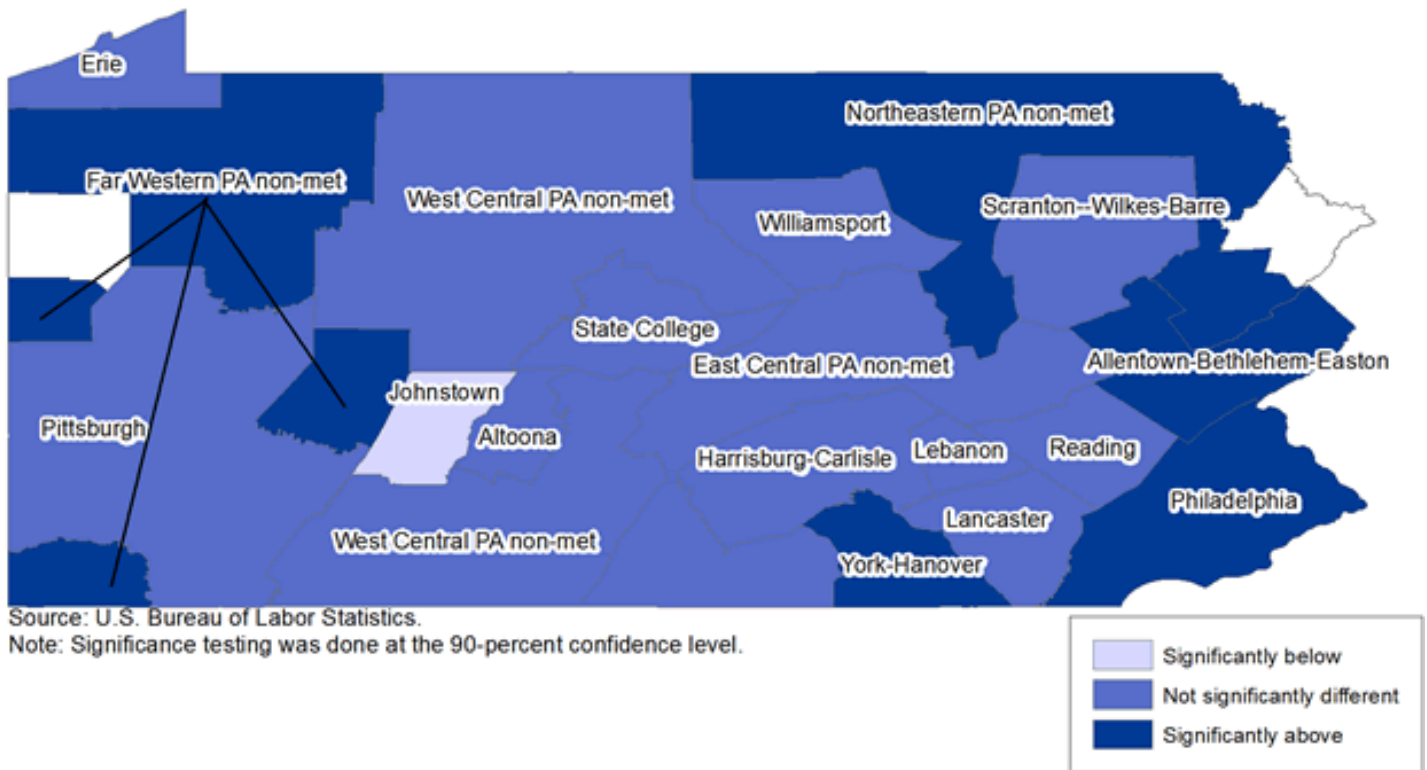 Erie
Northeastern PA non-met
Far Western PA non-met
West Central PA non-met
Scranton--Wilkes-Barre
Williamsport
State College
East Central PA non-met
Allentown-Bethlehem-Easton
Johnstown
Pittsburgh
Altoona
Harrisburg-Carlisle
Lebanon
Reading
Philadelphia
Lancaster
West Central PA non-met
York-Hanover
Source: U.S. Bureau of Labor Statistics.
Note: Significance testing was done at the 90-percent confidence level.
Significantly below
Not significantly different
Significantly above